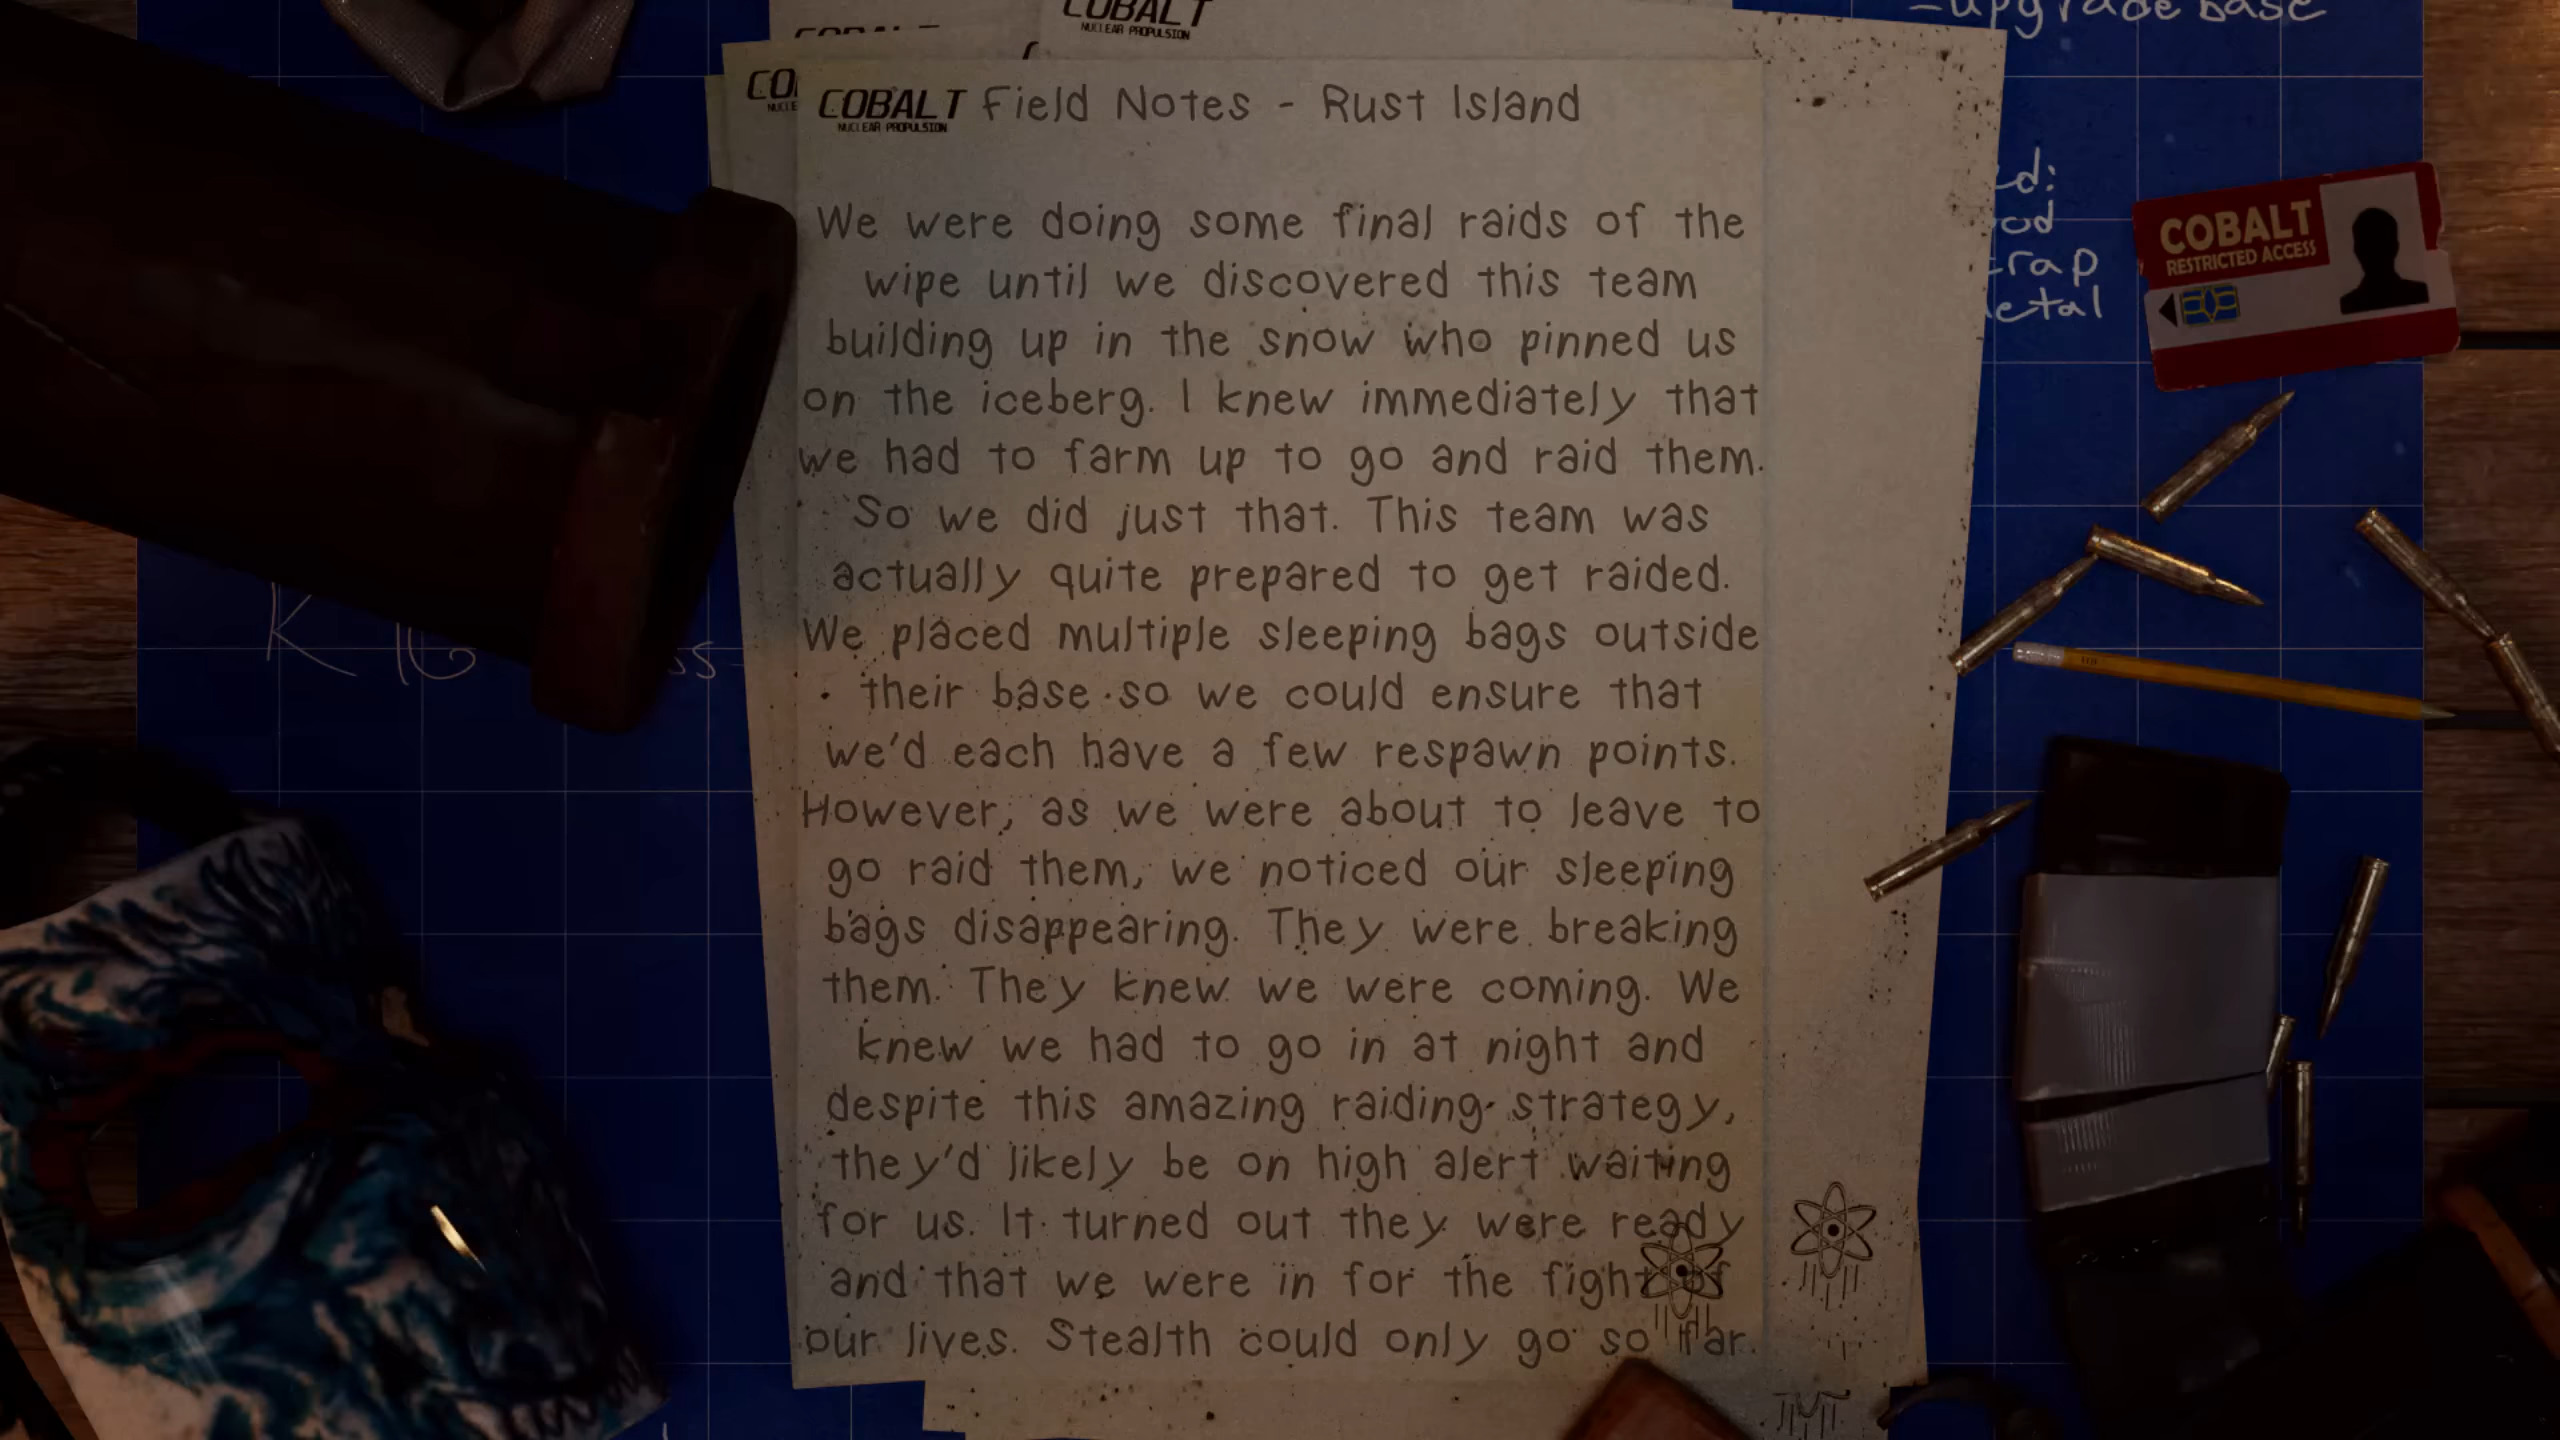 COBALT
NUCLEAR PROPULSION
-upgrade base
COBALT
NUCLEAR PROPULSION
Field Notes - Rust Island
We were doing some final raids of the
wipe until we discovered this team
building up in the snow who pinned us
on the iceberg. I knew immediately that
we had to farm up to go and raid them.
So we did just that. This team was
actually quite prepared to get raided.
We placed multiple sleeping bags outside
their base so we could ensure that
we'd each have a few respawn points.
However, as we were about to leave to
go raid them, we noticed our sleeping
bags disappearing. They were breaking
them. They knew we were coming. We
knew we had to go in at night and
despite this amazing raiding strategy,
they'd likely be on high alert waiting
for us. It turned out they were ready
and that we were in for the fight of
our lives. Stealth could only go so far.
COBALT
RESTRICTED ACCESS